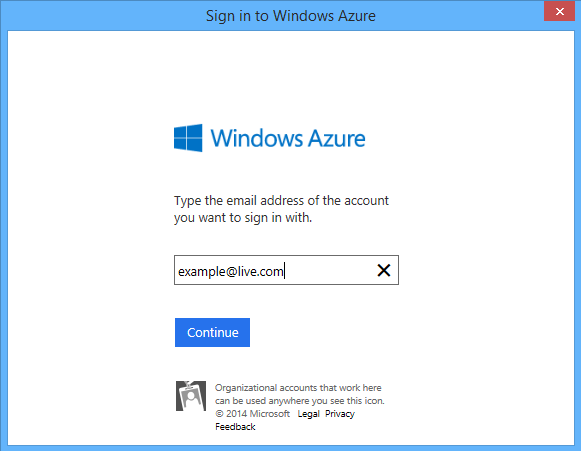 Sign in to Windows Azure
Windows Azure
Type the email address of the account
you want to sign in with.
example@live.com
Continue
Organizational accounts that work here
can be used anywhere you see this icon.
© 2014 Microsoft Legal Privacy
Feedback